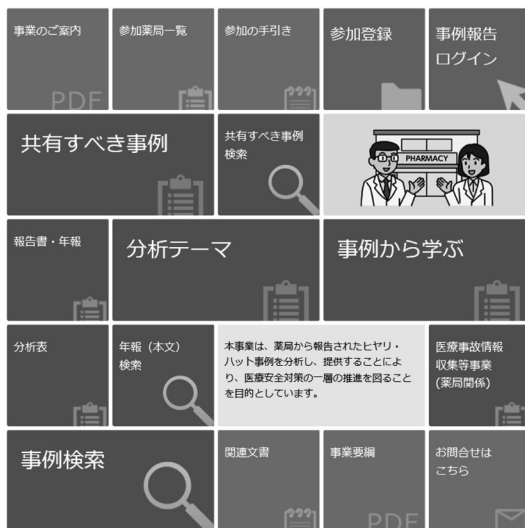 事業のご案内
PDF
参加薬局一覧
参加の手引き
参加登録
事例報告
ログイン
共有すべき事例
共有すべき事例
検索
PHARMACY
報告書・年報
分析テーマ
事例から学ぶ
分析表
年報（本文）
検索
本事業は、薬局から報告されたヒヤリ・
ハット事例を分析し、提供することによ
り、医療安全対策の一層の推進を図ること
を目的としています。
医療事故情報
収集等事業
(薬局関係)
事例検索
関連文書
事業要綱
PDF
お問合せは
こちら